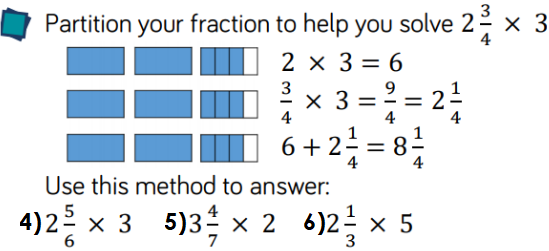 Partition your fraction to help you solve 2 3/4 × 3
2 × 3 = 6
3/4 × 3 = 9/4 = 2 1/4
6 + 2 1/4 = 8 1/4
Use this method to answer:
4) 2 5/6 × 3 5) 3 4/7 × 2 6) 2 1/3 × 5